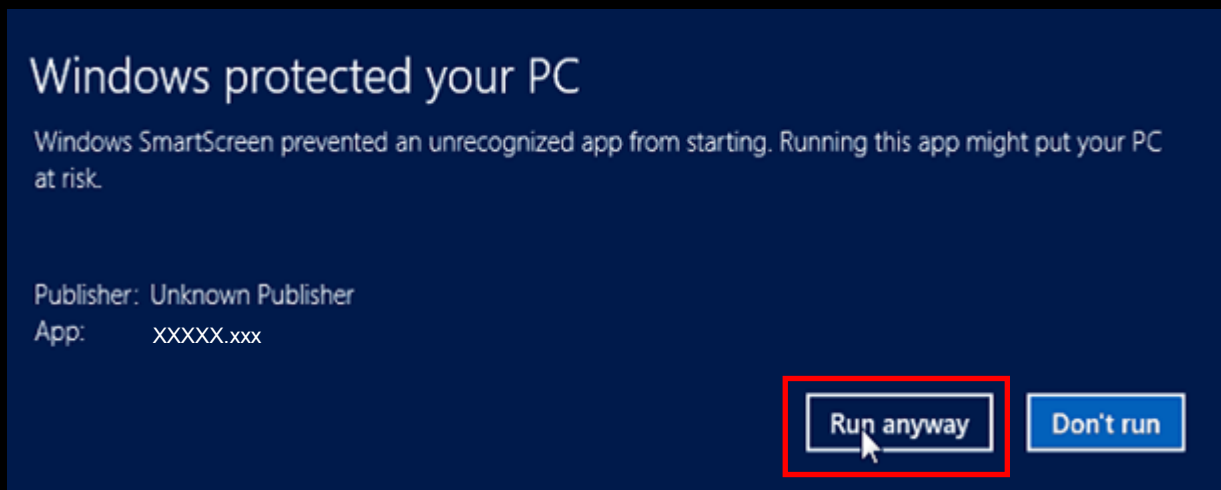 Windows protected your PC
Windows SmartScreen prevented an unrecognized app from starting. Running this app might put your PC
at risk.
Publisher: Unknown Publisher
App: XXXXX.xxx
Run anyway Don't run